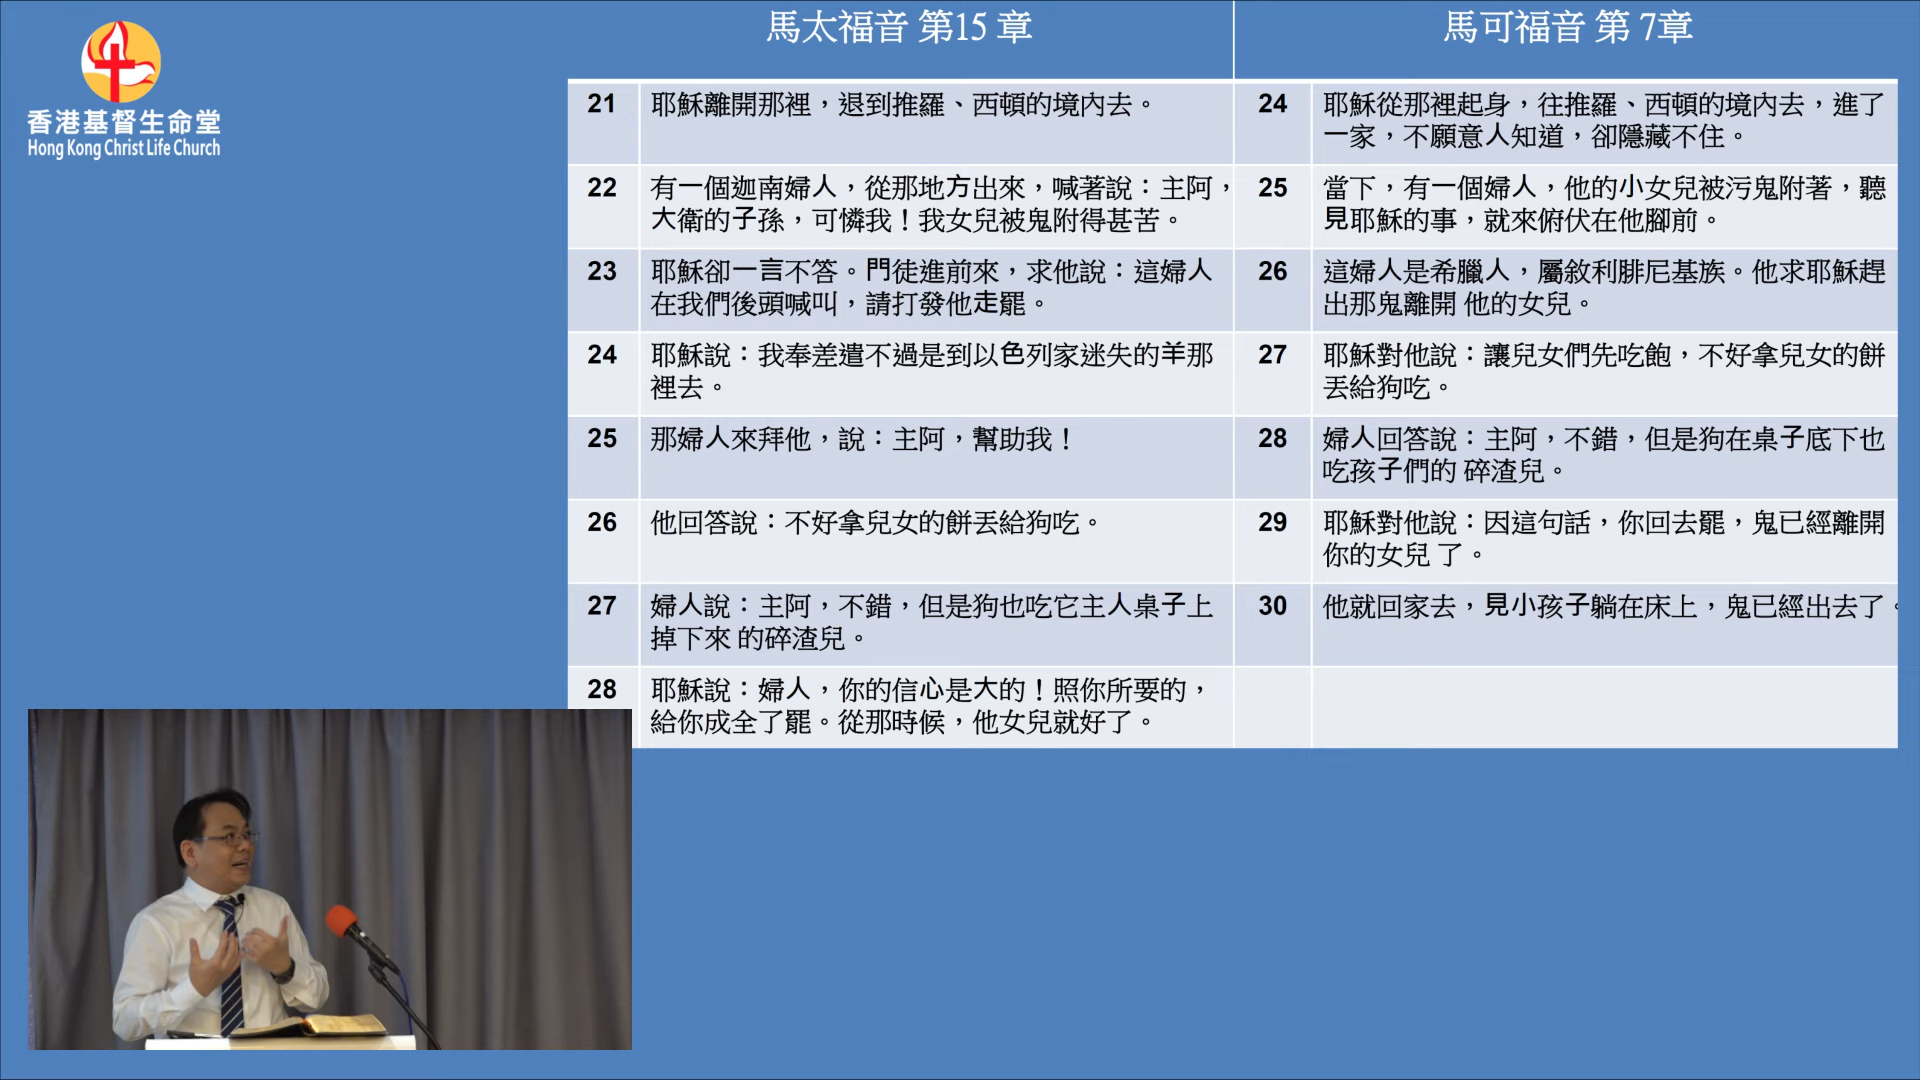 香港基督生命堂
Hong Kong Christ Life Church
馬太福音 第15 章
馬可福音 第 7章
21
耶穌離開那裡，退到推羅、西頓的境內去。
24
耶穌從那裡起身，往推羅、西頓的境內去，進了
一家，不願意人知道，卻隱藏不住。
22
有一個迦南婦人，從那地方出來，喊著說：主阿，
大衛的子孫，可憐我！我女兒被鬼附得甚苦。
25
當下，有一個婦人，他的小女兒被污鬼附著，聽
見耶穌的事，就來俯伏在他腳前。
23
耶穌卻一言不答。門徒進前來，求他說：這婦人
在我們後頭喊叫，請打發他走罷。
26
這婦人是希臘人，屬敘利腓尼基族。他求耶穌趕
出那鬼離開 他的女兒。
24
耶穌說：我奉差遣不過是到以色列家迷失的羊那
裡去。
27
耶穌對他說：讓兒女們先吃飽，不好拿兒女的餅
丟給狗吃。
25
那婦人來拜他，說：主阿，幫助我！
28
婦人回答說：主阿，不錯，但是狗在桌子底下也
吃孩子們的 碎渣兒。
26
他回答說：不好拿兒女的餅丟給狗吃。
29
耶穌對他說：因這句話，你回去罷，鬼已經離開
你的女兒 了。
27
婦人說：主阿，不錯，但是狗也吃它主人桌子上
掉下來 的碎渣兒。
30
他就回家去，見小孩子躺在床上，鬼已經出去了。
28
耶穌說：婦人，你的信心是大的！照你所要的，
給你成全了罷。從那時候，他女兒就好了。